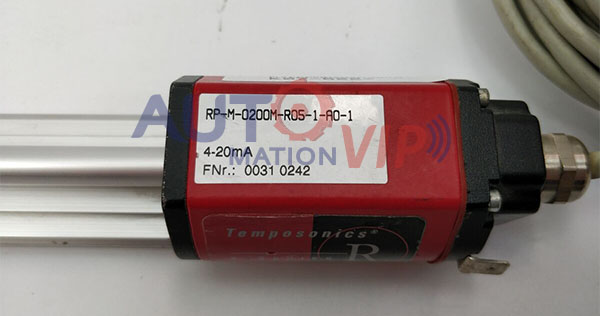 RP-M-0200M-R05-1-A0-1
4-20mA
FNr.: 0031 0242
AUTO
MATION VIP
Temposonics®
R